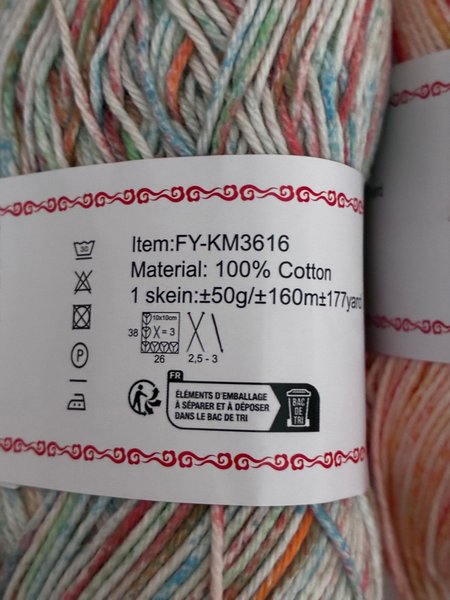 30
Item:FY-KM3616
Material: 100% Cotton
1 skein:±50g/±160m±177yard
10x10cm
38 = 3
26 2,5 - 3
P
FR
ÉLÉMENTS D'EMBALLAGE
À SÉPARER ET À DÉPOSER
DANS LE BAC DE TRI
BAC
DE
TRI